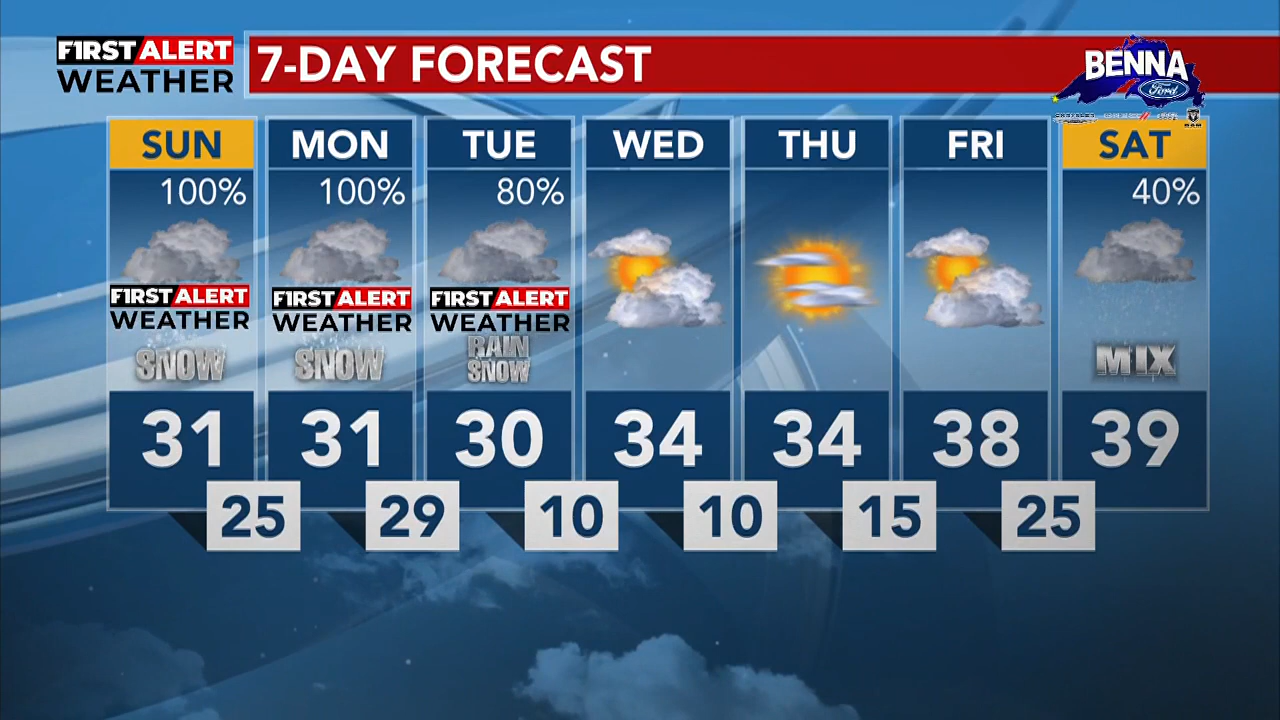 FIRST ALERT
WEATHER
7-DAY FORECAST
BENNA
Ford
SUN
MON
TUE
WED
THU
FRI
SAT
100%
100%
80%
40%
FIRST ALERT
WEATHER
FIRST ALERT
WEATHER
FIRST ALERT
WEATHER
SNOW
SNOW
RAIN
SNOW
MIX
31
31
30
34
34
38
39
25
29
10
10
15
25